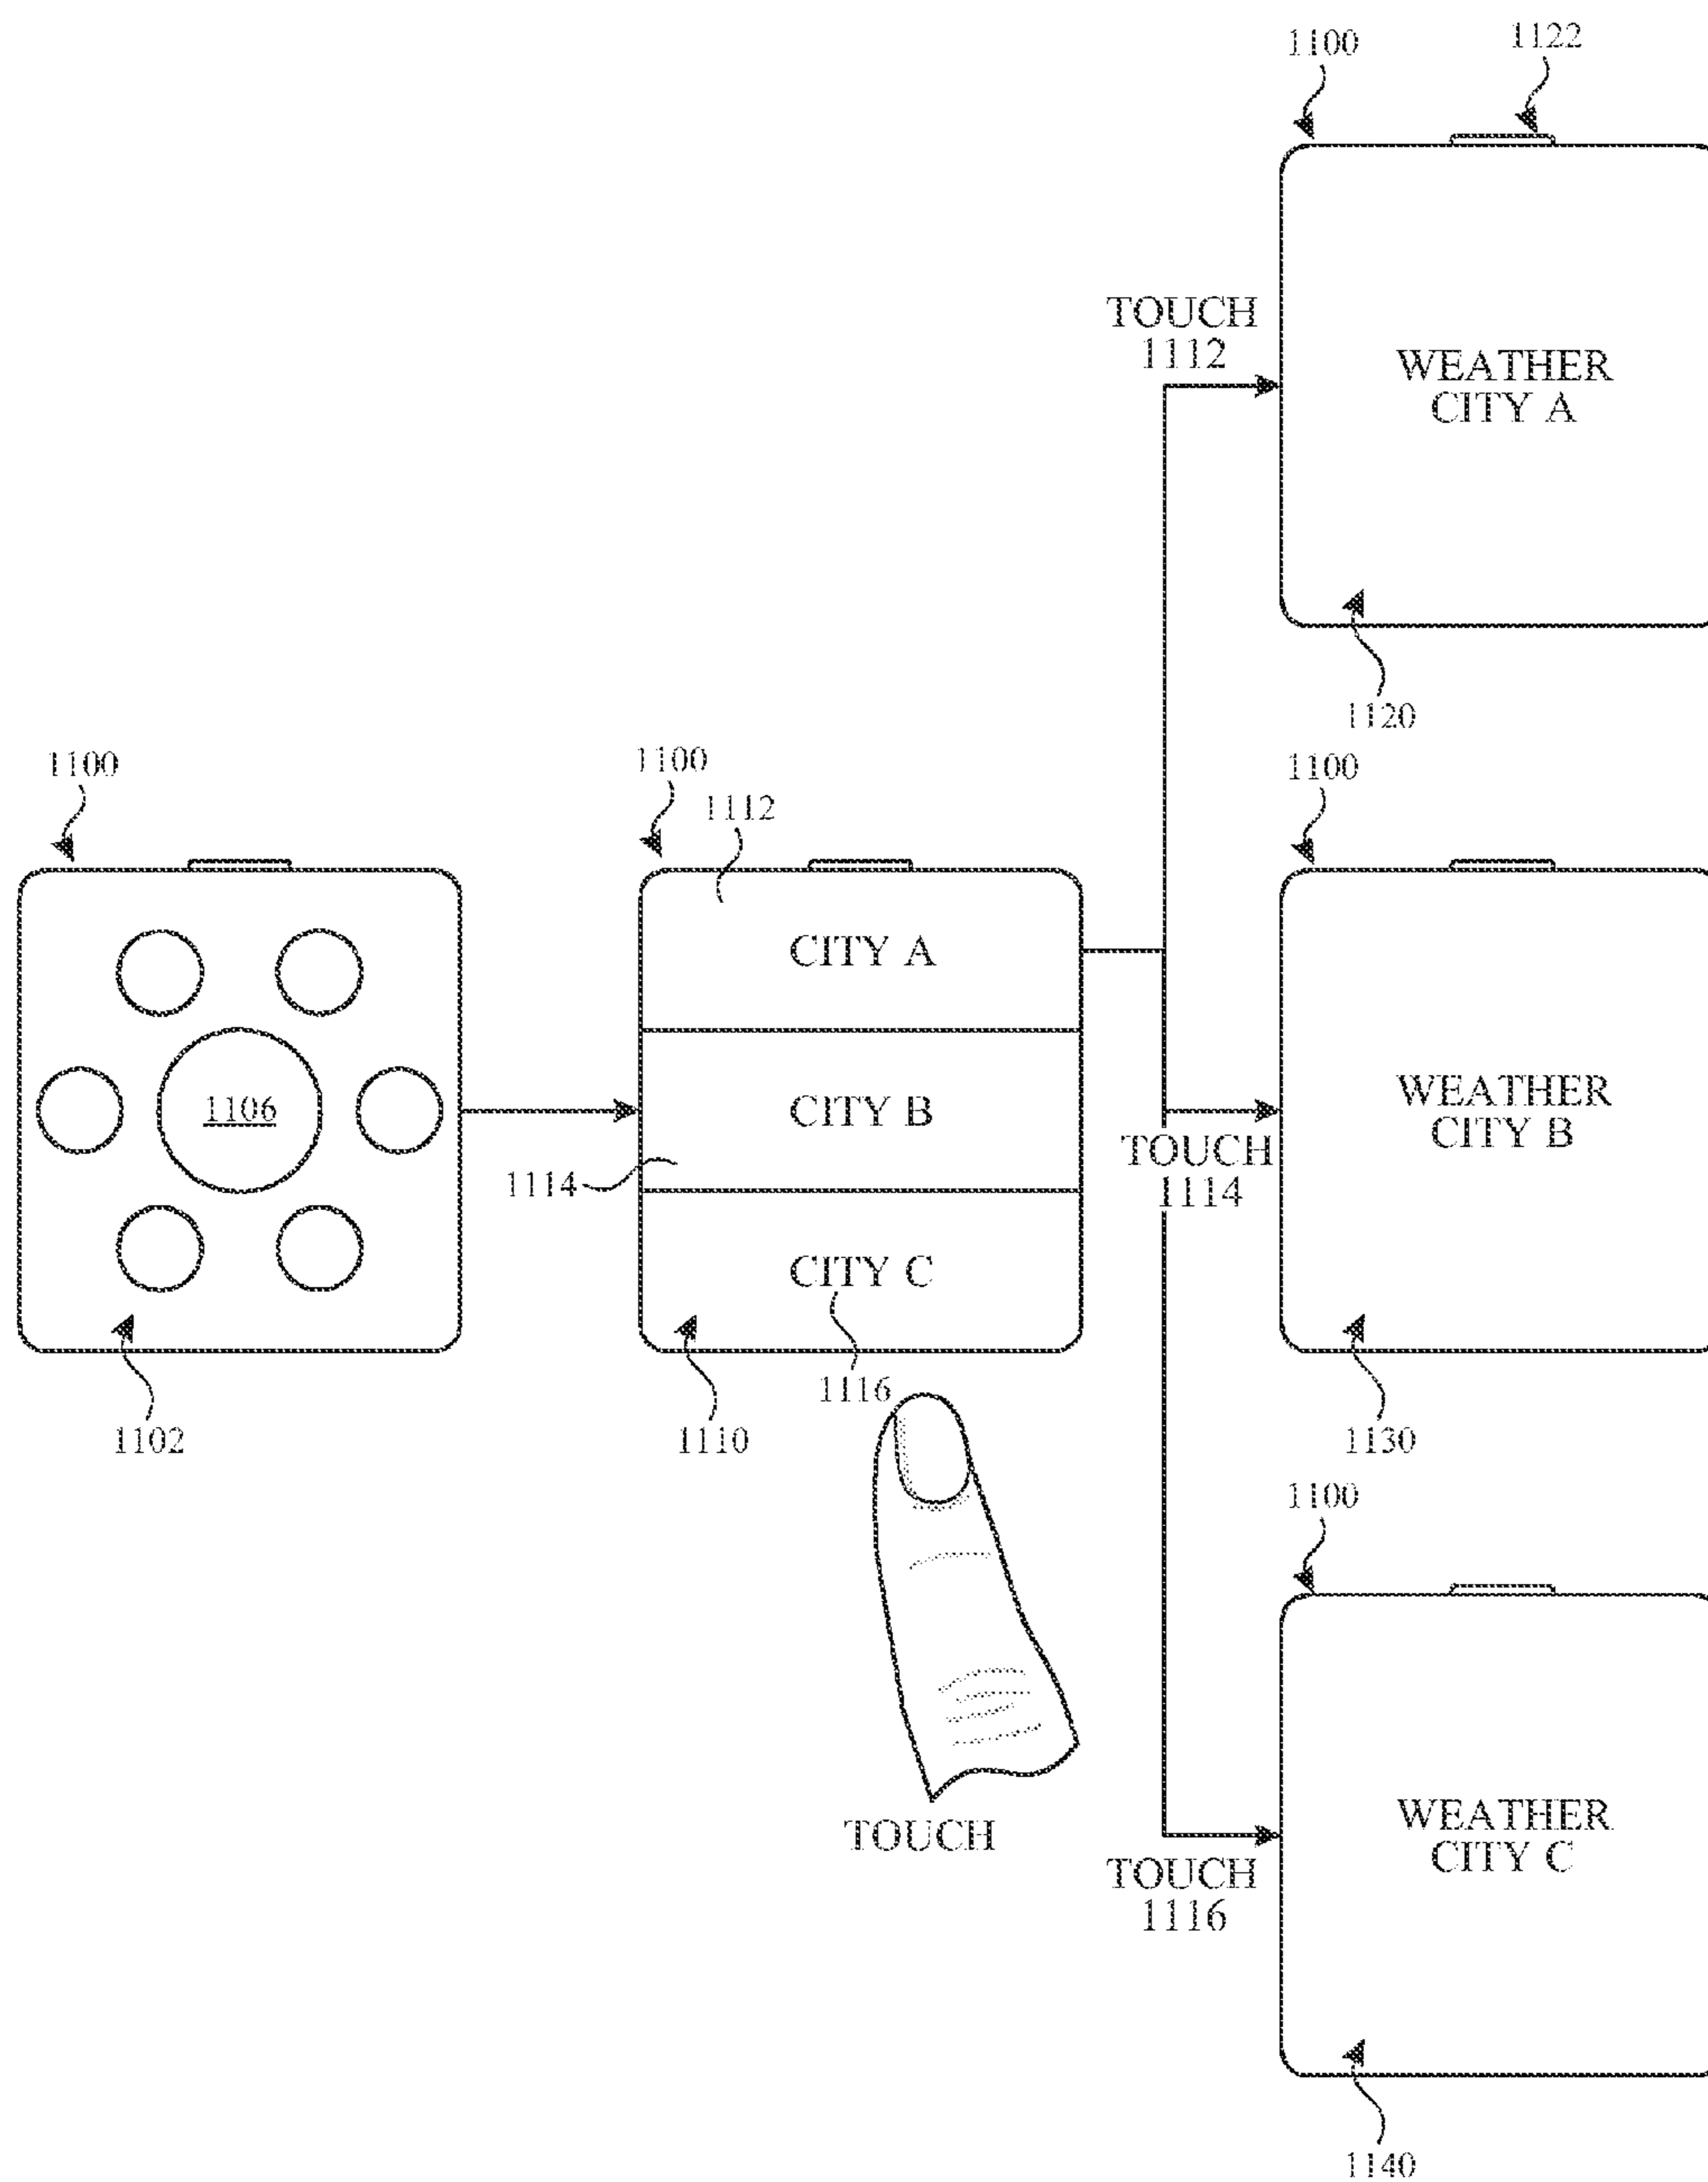 1100
1122
TOUCH
1112
WEATHER
CITY A
1120
1100
1100
1112
1100
1106
CITY A
CITY B
1114
CITY C
1116
TOUCH
1114
WEATHER
CITY B
1102
1110
1130
1100
TOUCH
TOUCH
1116
WEATHER
CITY C
1140